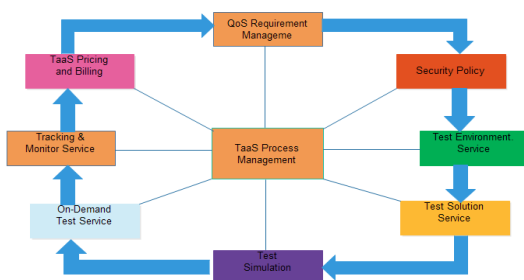 QoS Requirement
Manageme
TaaS Pricing
and Billing
Security Policy
Tracking &
Monitor Service
TaaS Process
Management
Test Environment.
Service
On-Demand
Test Service
Test Solution
Service
Test
Simulation